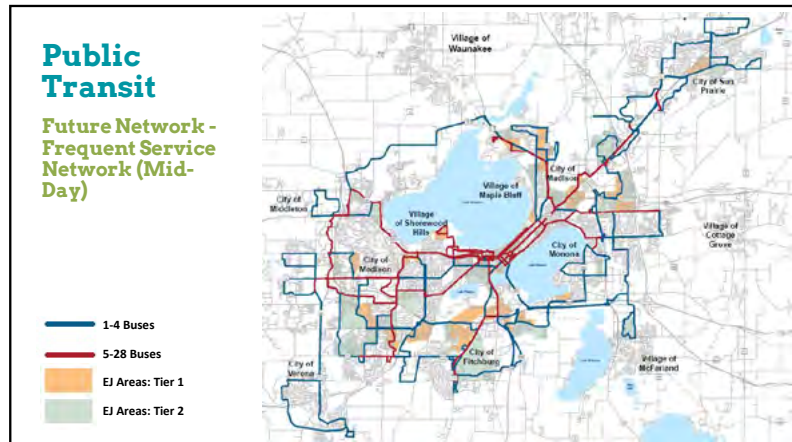 Public
Transit
Future Network -
Frequent Service
Network (Mid-
Day)
1-4 Buses
5-28 Buses
EJ Areas: Tier 1
EJ Areas: Tier 2
Village of
Waunakee
City of Sun
Prairie
City of
Madison
Village of
Maple Bluff
City of
Middleton
Village
of Shorewood
Hills
Village of
Cottage
Grove
City of
Monona
City of
Madison
City of
Verona
City of
Fitchburg
Village of
McFarland